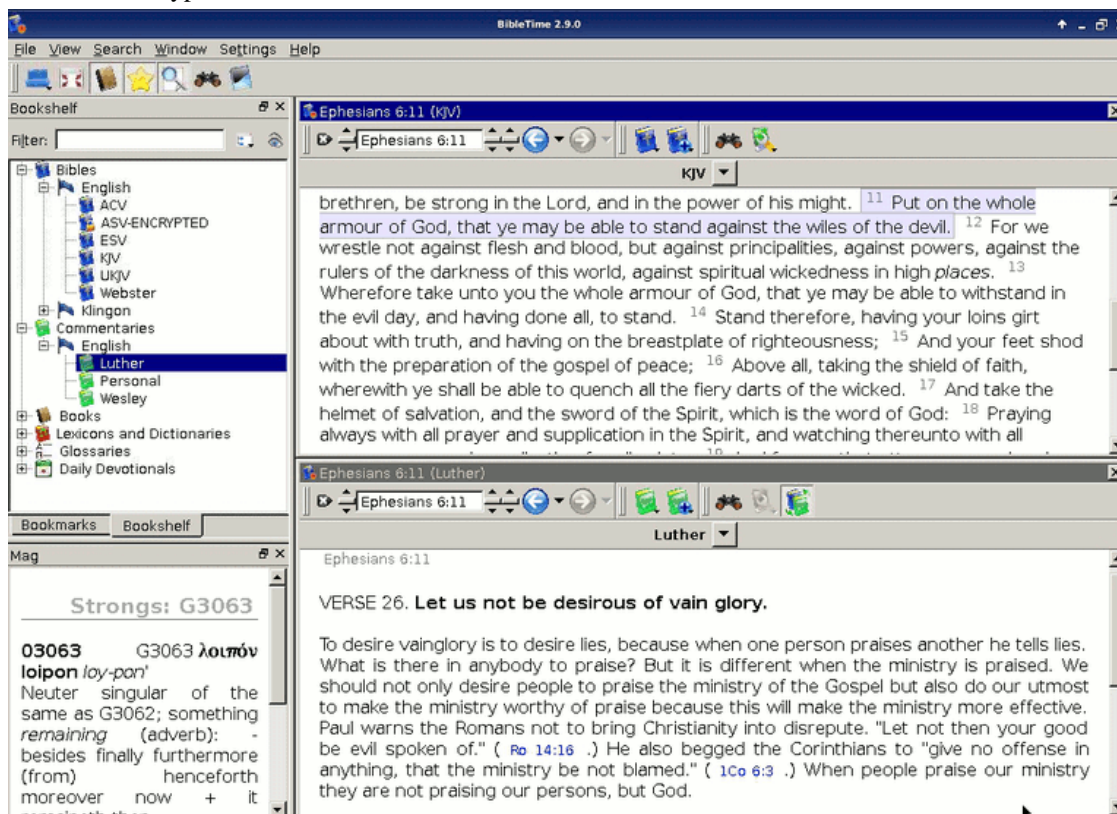 BibleTime 2.9.0
File View Search Window Settings Help
Bookshelf
Filter:
Bibles
English
ACV
ASV-ENCRYPTED
ESV
KJV
UKJV
Webster
Klingon
Commentaries
English
Luther
Personal
Wesley
Books
Lexicons and Dictionaries
Glossaries
Daily Devotionals
Bookmarks Bookshelf
Mag
Strongs: G3063
03063 G3063 λοιπόν
loipon loy-pon'
Neuter singular of the
same as G3062; something
remaining (adverb): -
besides finally furthermore
(from) henceforth
moreover now + it
Ephesians 6:11 (KJV)
Ephesians 6:11
KJV
brethren, be strong in the Lord, and in the power of his might. 11 Put on the whole
armour of God, that ye may be able to stand against the wiles of the devil. 12 For we
wrestle not against flesh and blood, but against principalities, against powers, against the
rulers of the darkness of this world, against spiritual wickedness in high places. 13
Wherefore take unto you the whole armour of God, that ye may be able to withstand in
the evil day, and having done all, to stand. 14 Stand therefore, having your loins girt
about with truth, and having on the breastplate of righteousness; 15 And your feet shod
with the preparation of the gospel of peace; 16 Above all, taking the shield of faith,
wherewith ye shall be able to quench all the fiery darts of the wicked. 17 And take the
helmet of salvation, and the sword of the Spirit, which is the word of God: 18 Praying
always with all prayer and supplication in the Spirit, and watching thereunto with all
Ephesians 6:11 (Luther)
Ephesians 6:11
Luther
Ephesians 6:11
VERSE 26. Let us not be desirous of vain glory.
To desire vainglory is to desire lies, because when one person praises another he tells lies.
What is there in anybody to praise? But it is different when the ministry is praised. We
should not only desire people to praise the ministry of the Gospel but also do our utmost
to make the ministry worthy of praise because this will make the ministry more effective.
Paul warns the Romans not to bring Christianity into disrepute. "Let not then your good
be evil spoken of." ( Ro 14:16 .) He also begged the Corinthians to "give no offense in
anything, that the ministry be not blamed." ( 1Co 6:3 .) When people praise our ministry
they are not praising our persons, but God.